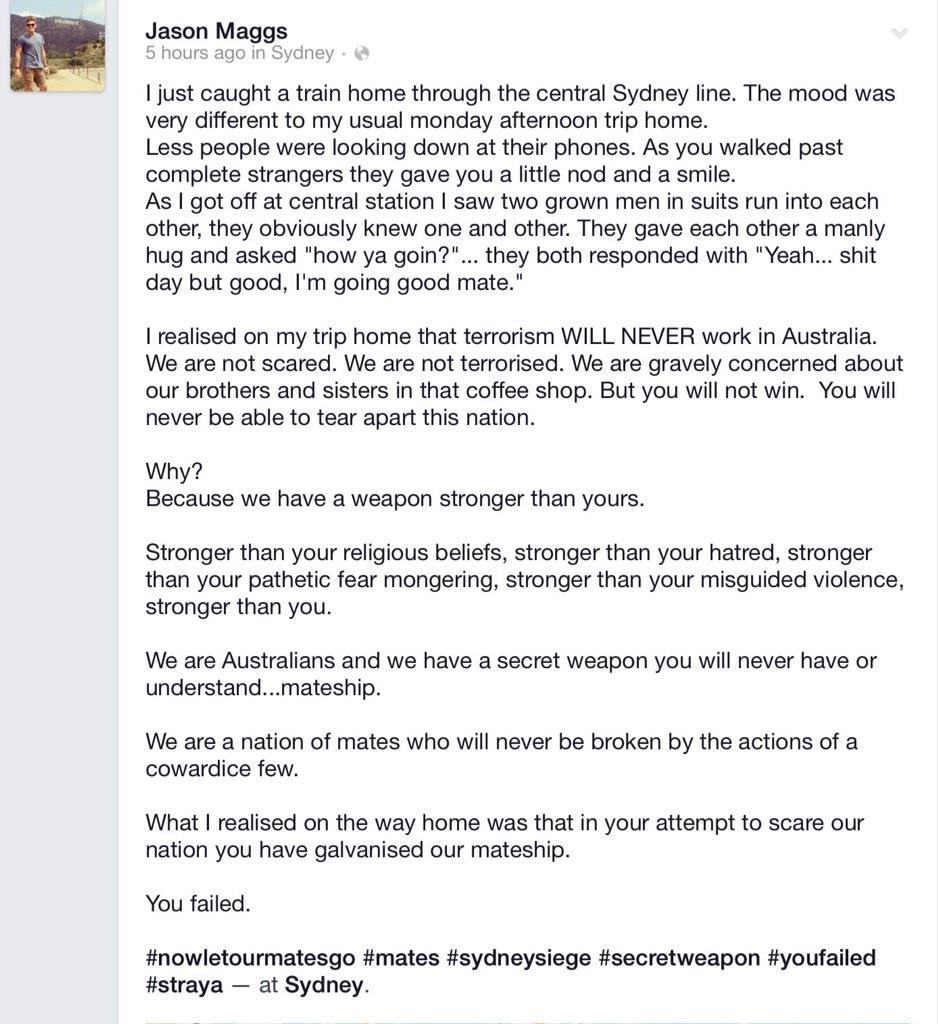 Jason Maggs
5 hours ago in Sydney ·
I just caught a train home through the central Sydney line. The mood was
very different to my usual monday afternoon trip home.
Less people were looking down at their phones. As you walked past
complete strangers they gave you a little nod and a smile.
As I got off at central station I saw two grown men in suits run into each
other, they obviously knew one and other. They gave each other a manly
hug and asked "how ya goin?"... they both responded with "Yeah... shit
day but good, I'm going good mate."
I realised on my trip home that terrorism WILL NEVER work in Australia.
We are not scared. We are not terrorised. We are gravely concerned about
our brothers and sisters in that coffee shop. But you will not win.  You will
never be able to tear apart this nation.
Why?
Because we have a weapon stronger than yours.
Stronger than your religious beliefs, stronger than your hatred, stronger
than your pathetic fear mongering, stronger than your misguided violence,
stronger than you.
We are Australians and we have a secret weapon you will never have or
understand...mateship.
We are a nation of mates who will never be broken by the actions of a
cowardice few.
What I realised on the way home was that in your attempt to scare our
nation you have galvanised our mateship.
You failed.
#nowletourmatesgo #mates #sydneysiege #secretweapon #youfailed
#straya — at Sydney.